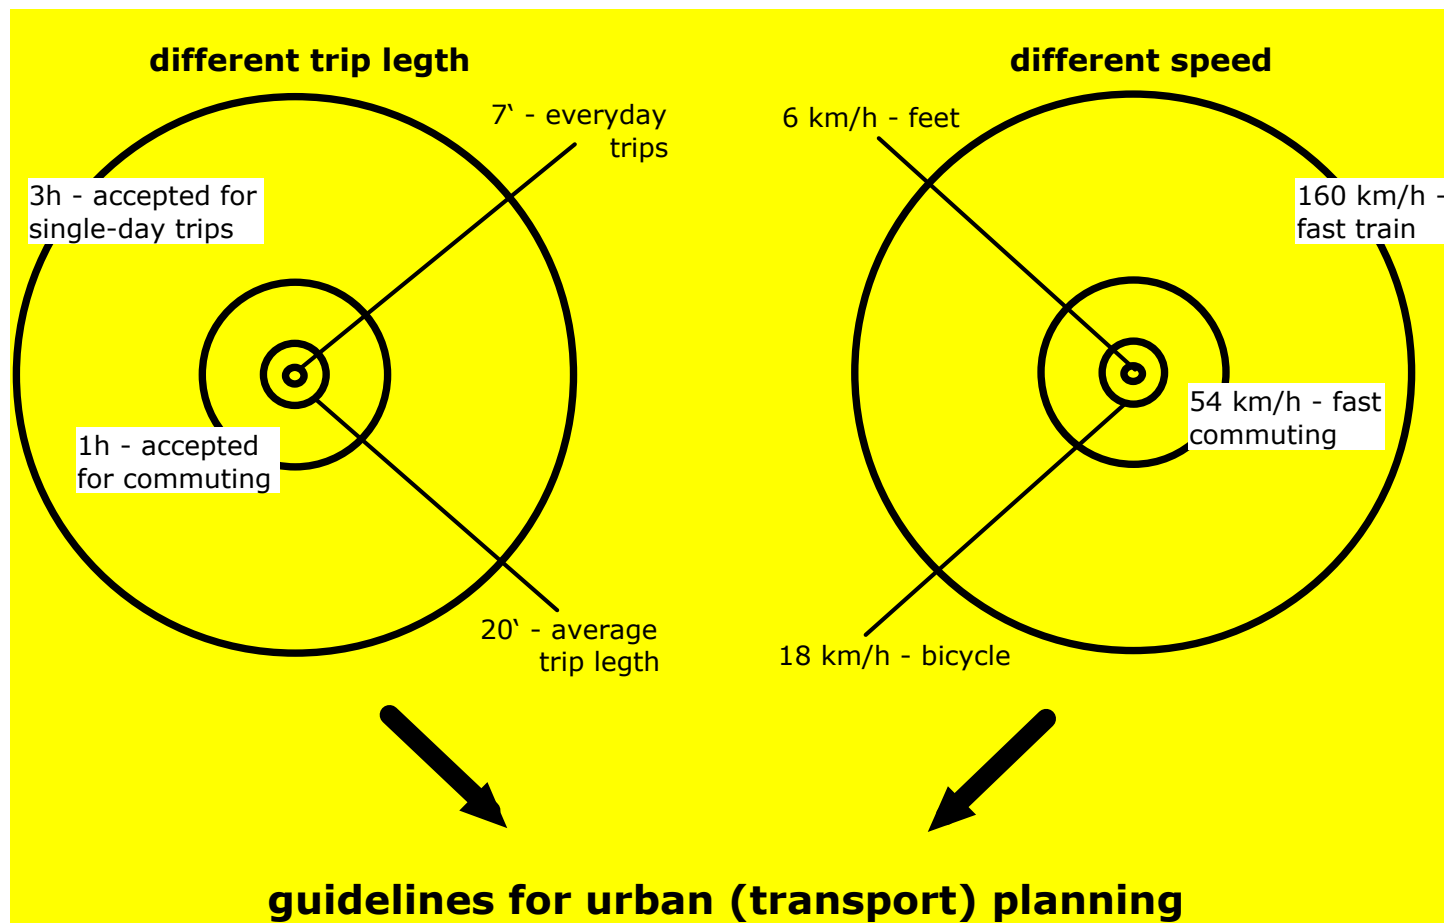 different trip legth
different speed
7‘ - everyday
trips
6 km/h - feet
3h - accepted for
single-day trips
160 km/h -
fast train
1h - accepted
for commuting
54 km/h - fast
commuting
20‘ - average
trip legth
18 km/h - bicycle
guidelines for urban (transport) planning